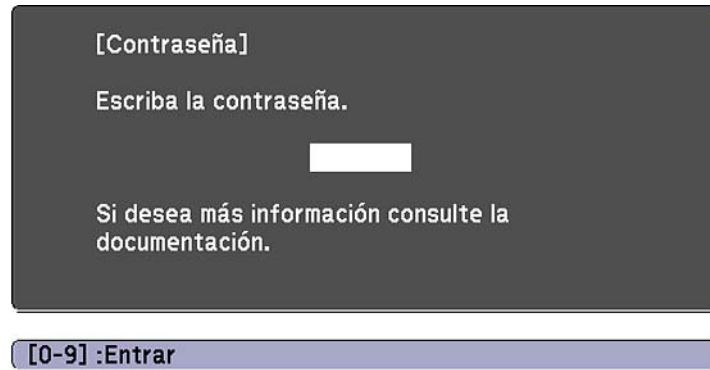 [Contraseña]
Escriba la contraseña.
Si desea más información consulte la
documentación.
[0-9] :Entrar